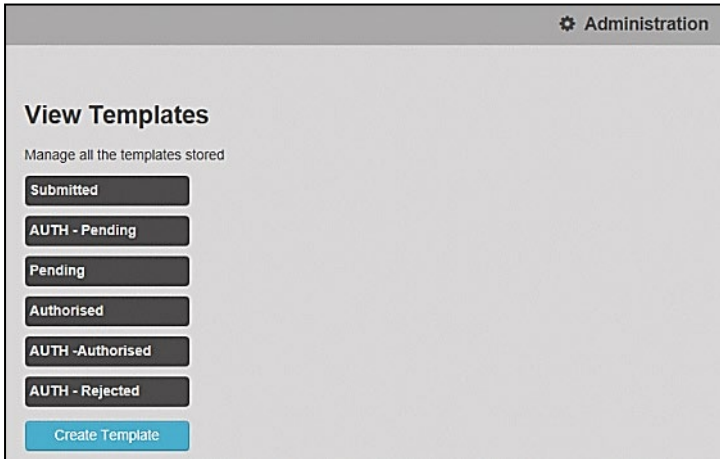 Administration
View Templates
Manage all the templates stored
Submitted
AUTH - Pending
Pending
Authorised
AUTH -Authorised
AUTH - Rejected
Create Template